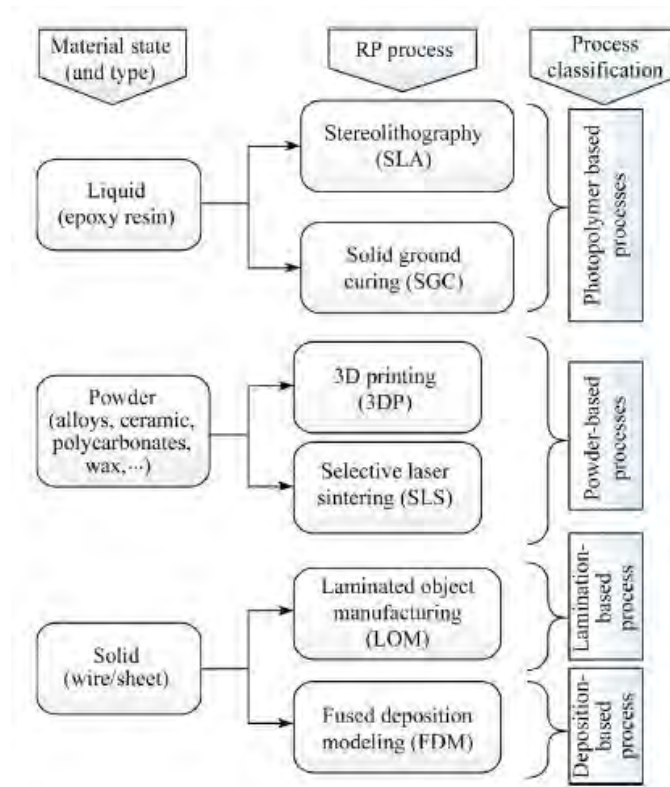 Material state
(and type)
RP process
Process
classification
Liquid
(epoxy resin)
Stereolithography
(SLA)
Solid ground
curing (SGC)
Photopolymer based
processes
Powder
(alloys, ceramic,
polycarbonates,
wax,···)
3D printing
(3DP)
Selective laser
sintering (SLS)
Powder-based
processes
Solid
(wire/sheet)
Laminated object
manufacturing
(LOM)
Lamination-
based
process
Fused deposition
modeling (FDM)
Deposition-
based
process